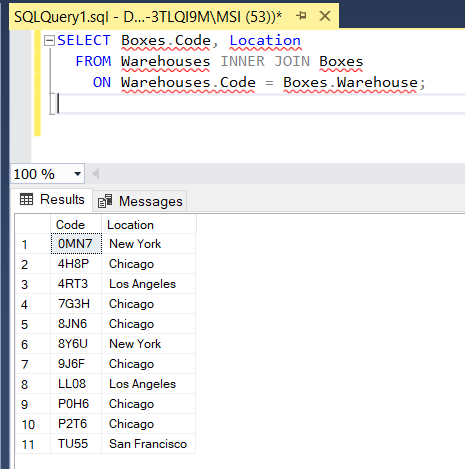 SQLQuery1.sql - D...-3TLQI9M\MSI (53))*
SELECT Boxes.Code, Location
FROM Warehouses INNER JOIN Boxes
ON Warehouses.Code = Boxes.Warehouse;
100 %
Results Messages
Code Location
1 0MN7 New York
2 4H8P Chicago
3 4RT3 Los Angeles
4 7G3H Chicago
5 8JN6 Chicago
6 8Y6U New York
7 9J6F Chicago
8 LL08 Los Angeles
9 P0H6 Chicago
10 P2T6 Chicago
11 TU55 San Francisco